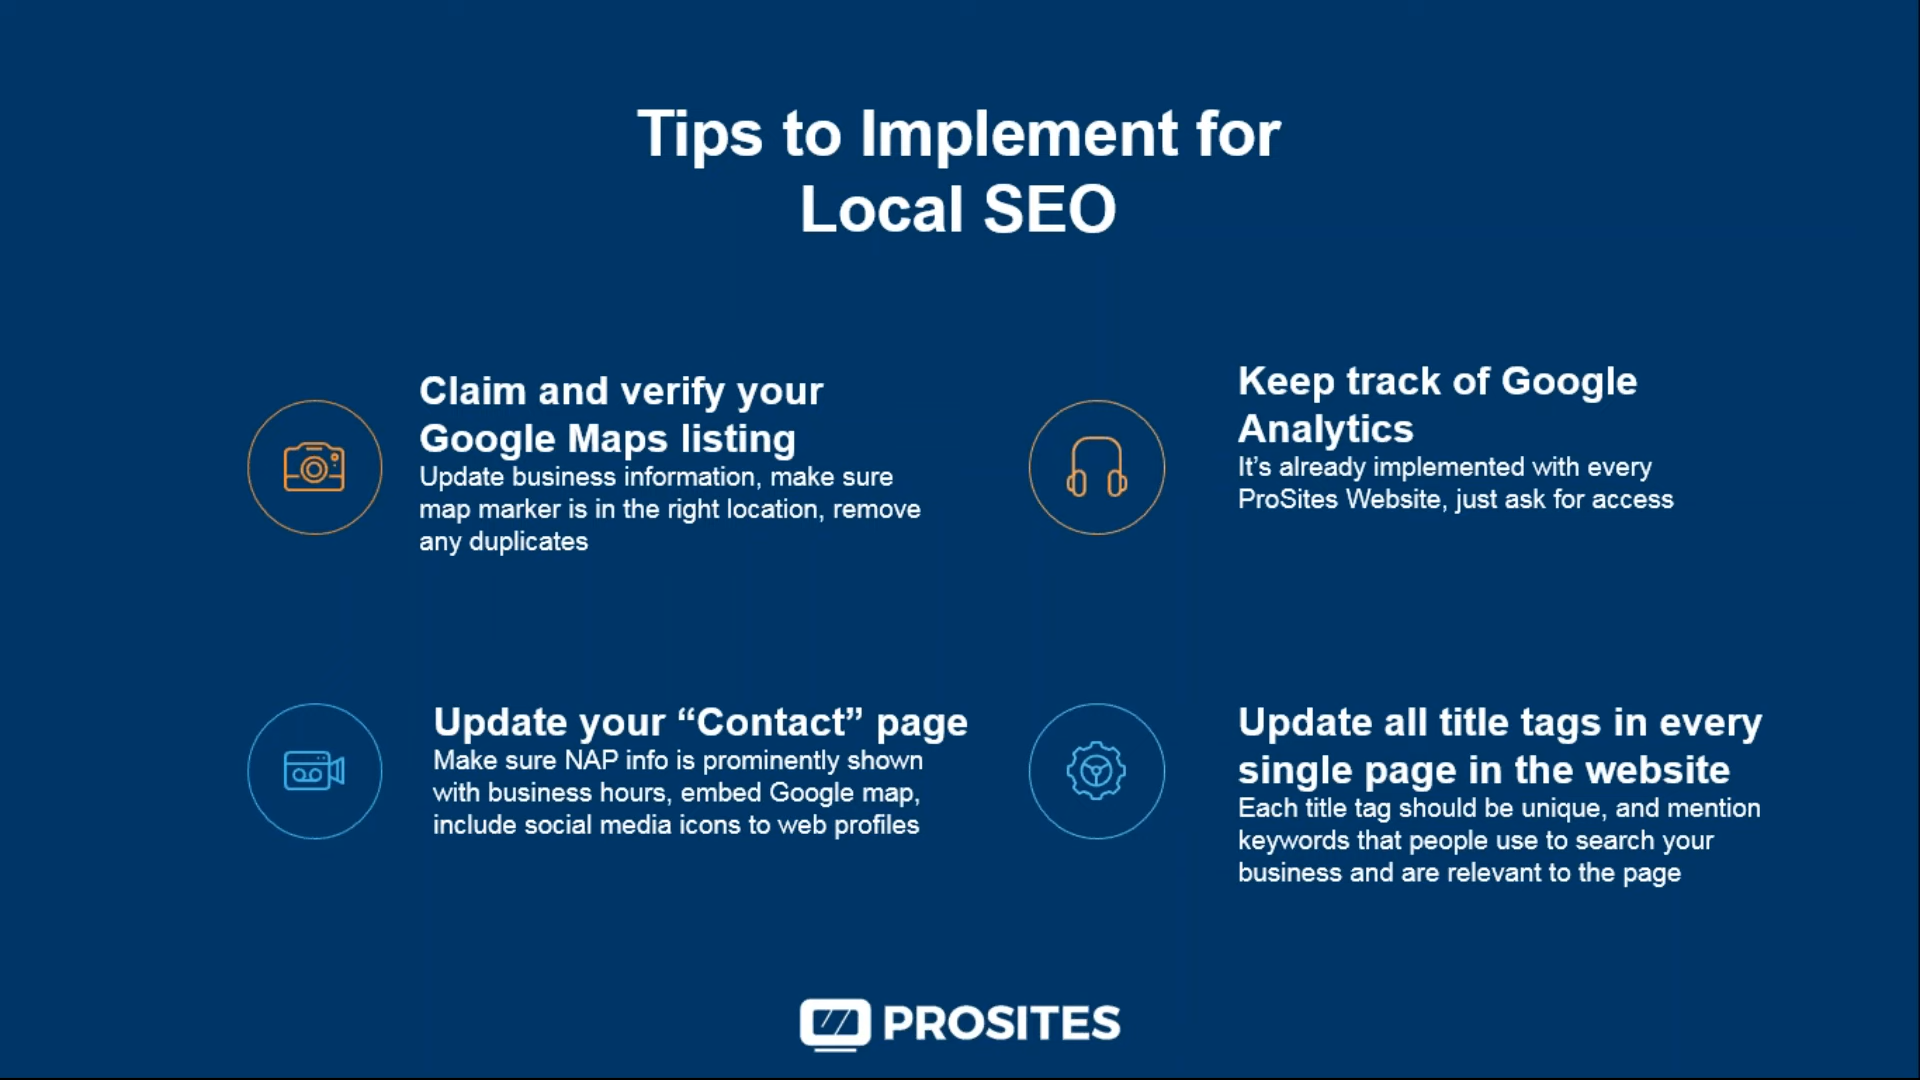 Tips to Implement for
Local SEO
Claim and verify your
Google Maps listing
Update business information, make sure
map marker is in the right location, remove
any duplicates
Keep track of Google
Analytics
It’s already implemented with every
ProSites Website, just ask for access
Update your “Contact” page
Make sure NAP info is prominently shown
with business hours, embed Google map,
include social media icons to web profiles
Update all title tags in every
single page in the website
Each title tag should be unique, and mention
keywords that people use to search your
business and are relevant to the page
PROSITES